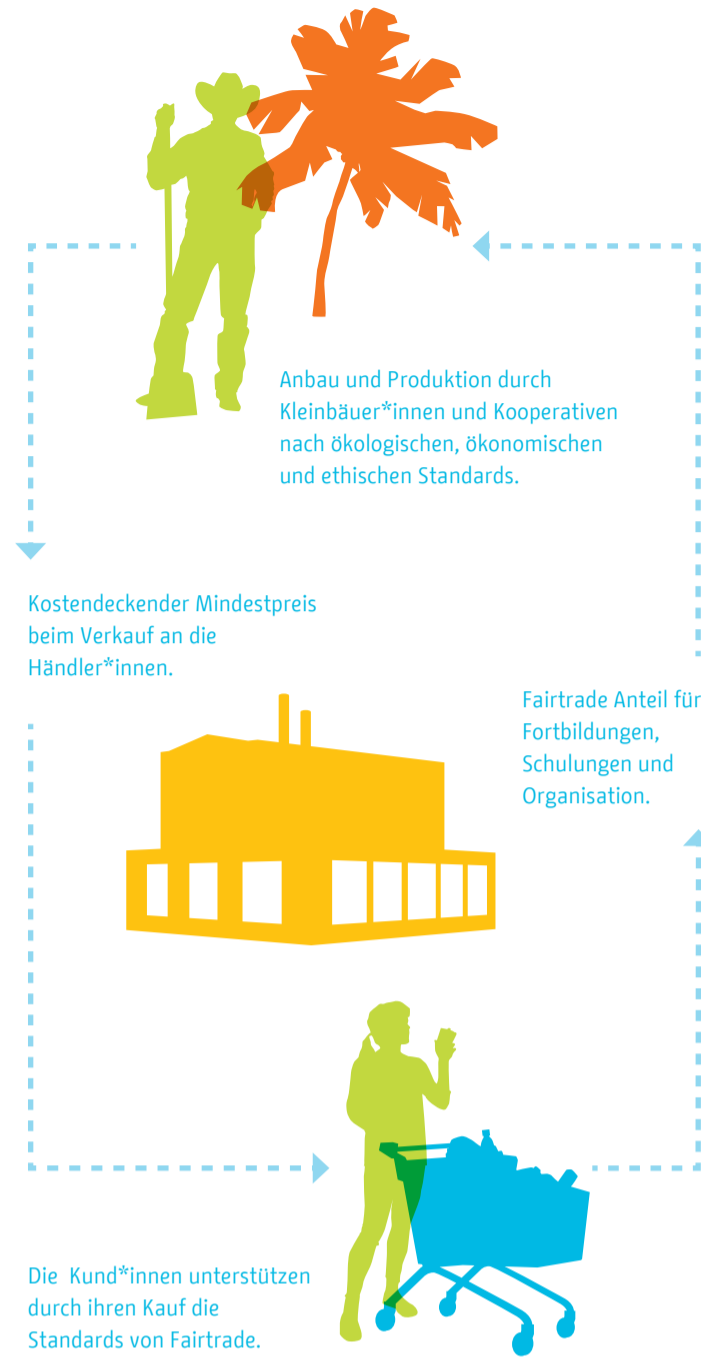 Anbau und Produktion durch
Kleinbäuer*innen und Kooperativen
nach ökologischen, ökonomischen
und ethischen Standards.
Kostendeckender Mindestpreis
beim Verkauf an die
Händler*innen.
Fairtrade Anteil für
Fortbildungen,
Schulungen und
Organisation.
Die Kund*innen unterstützen
durch ihren Kauf die
Standards von Fairtrade.